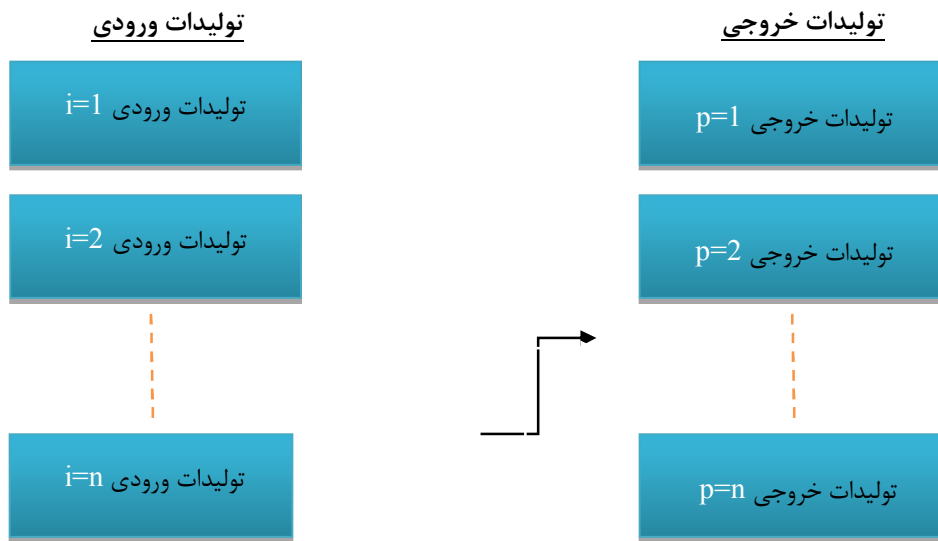 تولیدات ورودی
تولیدات خروجی
تولیدات ورودی i=1
تولیدات خروجی p=1
تولیدات ورودی i=2
تولیدات خروجی p=2
تولیدات ورودی i=n
تولیدات خروجی p=n